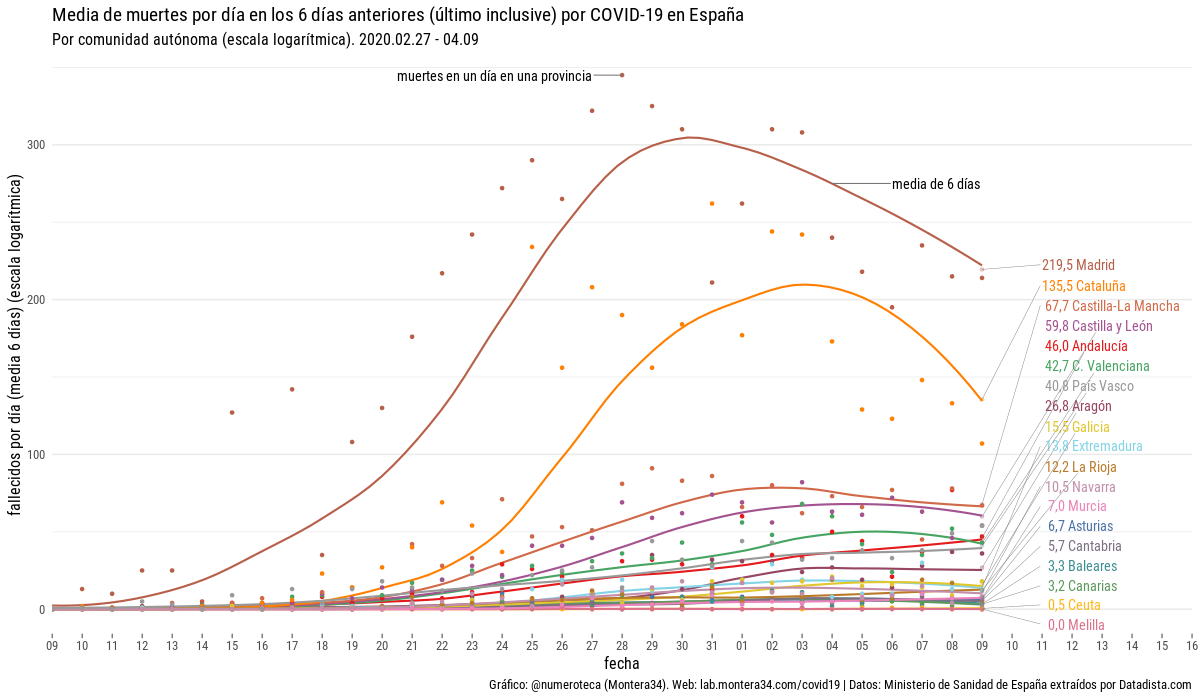 Media de muertes por día en los 6 días anteriores (último inclusive) por COVID-19 en España
Por comunidad autónoma (escala logarítmica). 2020.02.27 - 04.09
muertes en un día en una provincia
media de 6 días
fallecidos por día (media 6 días) (escala logarítmica)
300
200
100
0
219,5 Madrid
135,5 Cataluña
67,7 Castilla-La Mancha
59,8 Castilla y León
46,0 Andalucía
42,7 C. Valenciana
40,8 País Vasco
26,8 Aragón
15,5 Galicia
13,8 Extremadura
12,2 La Rioja
10,5 Navarra
7,0 Murcia
6,7 Asturias
5,7 Cantabria
3,3 Baleares
3,2 Canarias
0,5 Ceuta
0,0 Melilla
09 10 11 12 13 14 15 16 17 18 19 20 21 22 23 24 25 26 27 28 29 30 31 01 02 03 04 05 06 07 08 09 10 11 12 13 14 15 16
fecha
Gráfico: @numeroteca (Montera34). Web: lab.montera34.com/covid19 | Datos: Ministerio de Sanidad de España extraídos por Datadista.com